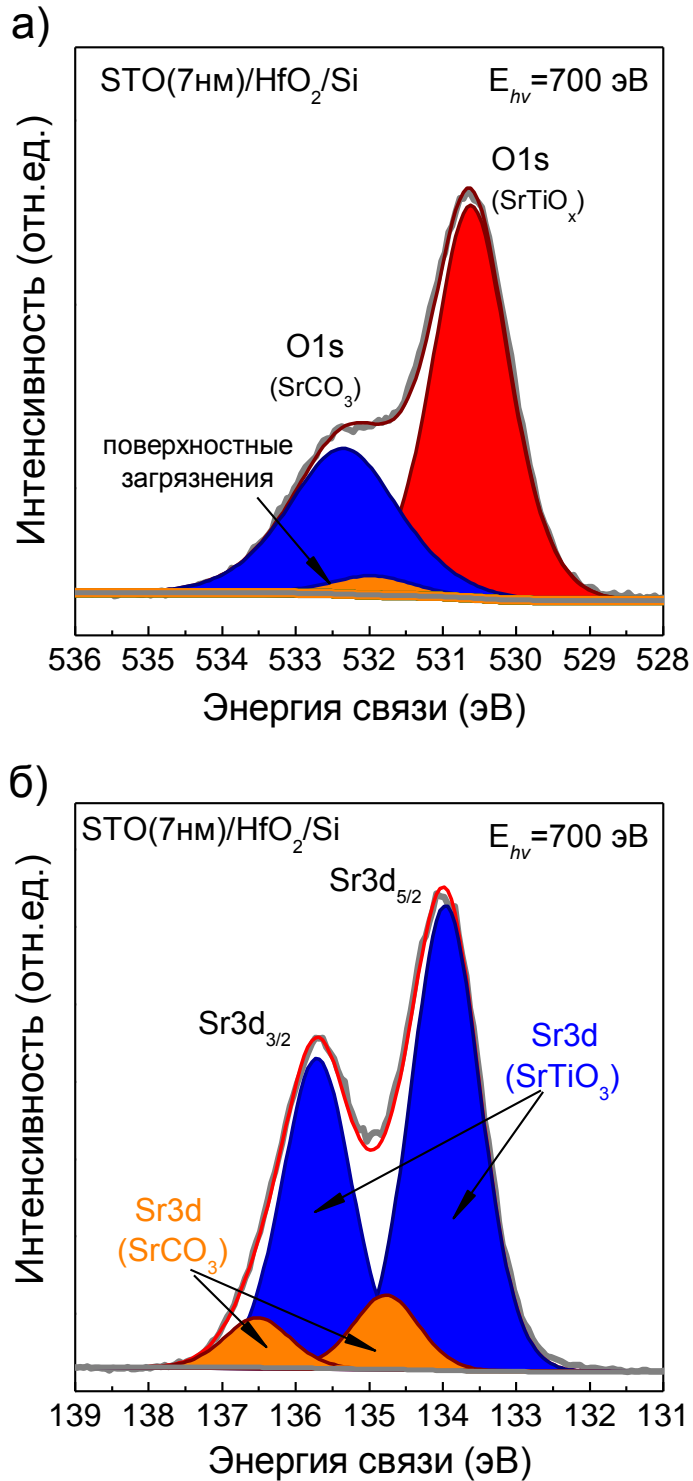 а)
STO(7нм)/HfO₂/Si
E_hν=700 эВ
O1s
(SrTiOₓ)
O1s
(SrCO₃)
поверхностные
загрязнения
Интенсивность (отн.ед.)
536 535 534 533 532 531 530 529 528
Энергия связи (эВ)
б)
STO(7нм)/HfO₂/Si
E_hν=700 эВ
Sr3d₅/₂
Sr3d₃/₂
Sr3d
(SrTiO₃)
Sr3d
(SrCO₃)
Интенсивность (отн.ед.)
139 138 137 136 135 134 133 132 131
Энергия связи (эВ)